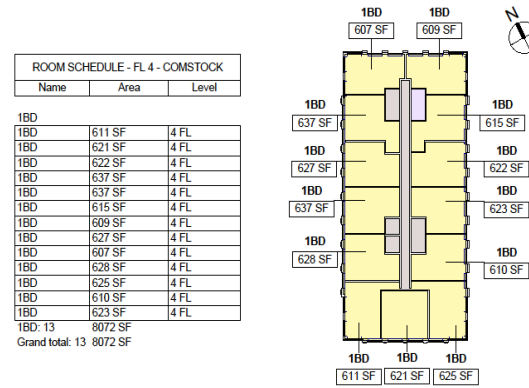 ROOM SCHEDULE - FL 4 - COMSTOCK
Name Area Level
1BD
1BD 611 SF 4 FL
1BD 621 SF 4 FL
1BD 622 SF 4 FL
1BD 637 SF 4 FL
1BD 637 SF 4 FL
1BD 615 SF 4 FL
1BD 609 SF 4 FL
1BD 627 SF 4 FL
1BD 607 SF 4 FL
1BD 628 SF 4 FL
1BD 625 SF 4 FL
1BD 610 SF 4 FL
1BD 623 SF 4 FL
1BD: 13 8072 SF
Grand total: 13 8072 SF
N
1BD 1BD
607 SF 609 SF
1BD 1BD
637 SF 615 SF
1BD 1BD
627 SF 622 SF
1BD 1BD
637 SF 623 SF
1BD 1BD
628 SF 610 SF
1BD 1BD 1BD
611 SF 621 SF 625 SF